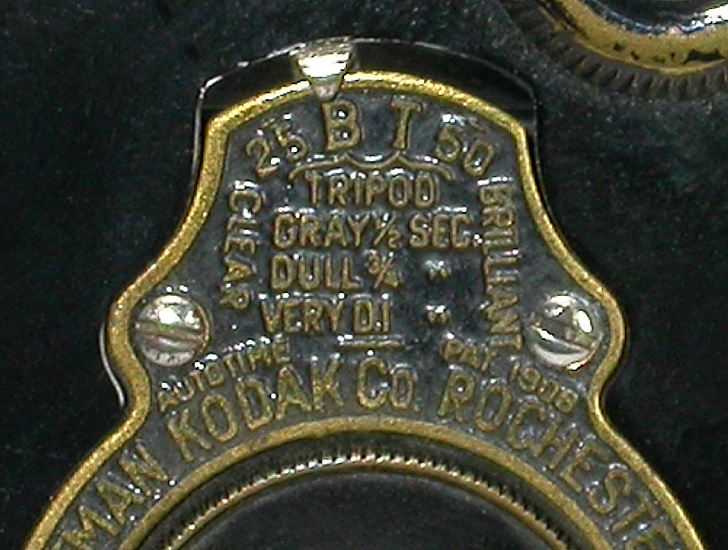 25 B T 50
TRIPOD
CLEAR
GRAY ½ SEC.
DULL ¾ "
VERY D. 1 "
BRILLIANT
AUTOTIME
PAT. 1908
TMAN KODAK CO. ROCHESTE